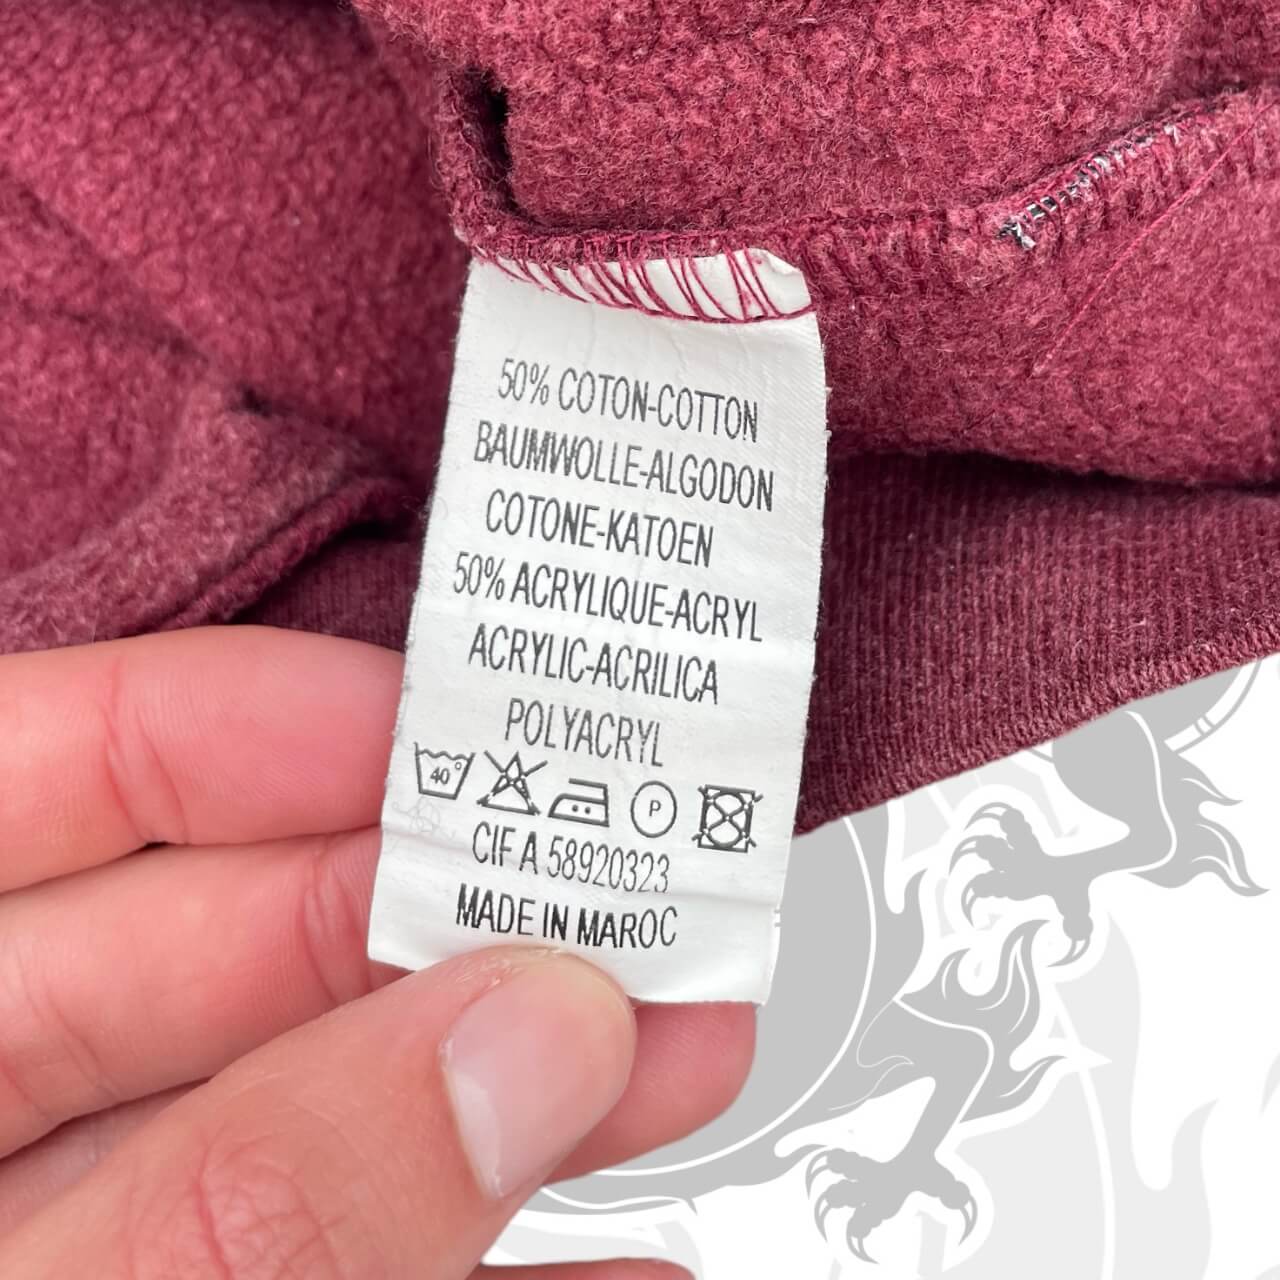 50% COTON-COTTON
BAUMWOLLE-ALGODON
COTONE-KATOEN
50% ACRYLIQUE-ACRYL
ACRYLIC-ACRILICA
POLYACRYL
40° P
CIF A 58920323
MADE IN MAROC